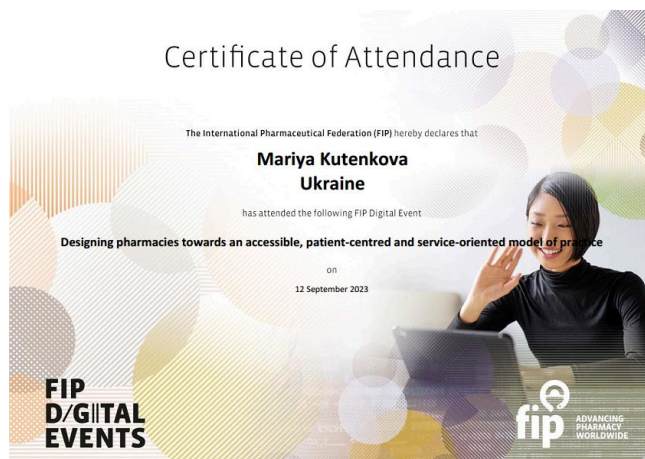 Certificate of Attendance
The International Pharmaceutical Federation (FIP) hereby declares that
Mariya Kutenkova
Ukraine
has attended the following FIP Digital Event
Designing pharmacies towards an accessible, patient-centred and service-oriented model of practice
on
12 September 2023
FIP
D/GITAL
EVENTS
fip
ADVANCING
PHARMACY
WORLDWIDE